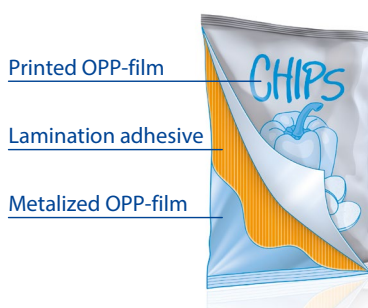 Printed OPP-film
CHIPS
Lamination adhesive
Metalized OPP-film